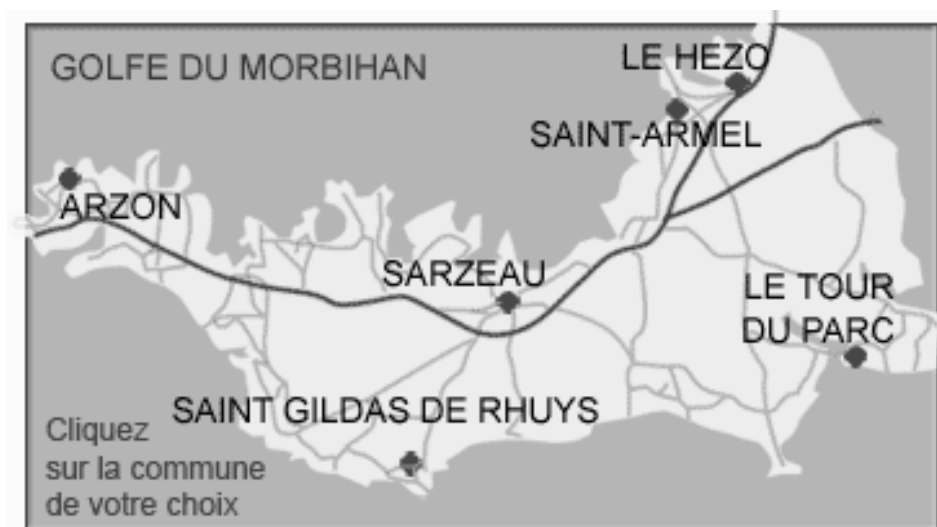 GOLFE DU MORBIHAN
LE HEZO
SAINT-ARMEL
ARZON
SARZEAU
LE TOUR
DU PARC
SAINT GILDAS DE RHUYS
Cliquez
sur la commune
de votre choix